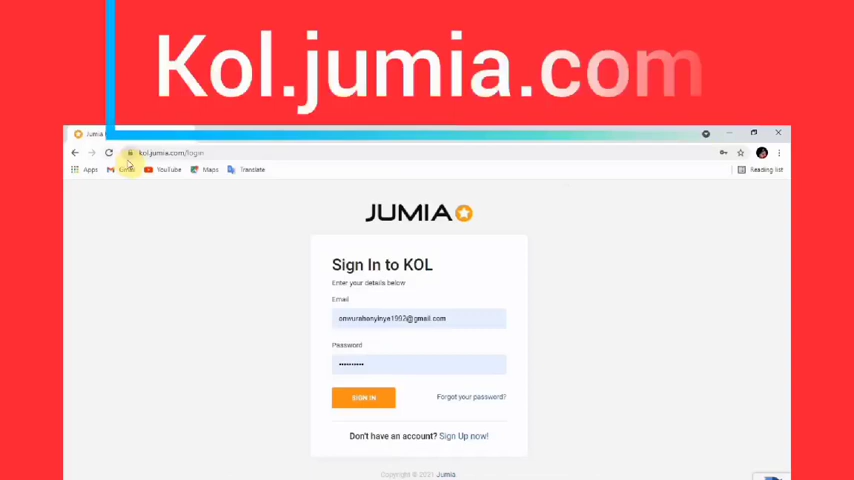 Kol.jumia.com
Jumia
kol.jumia.com/login
Apps Gmail YouTube Maps Translate Reading list
JUMIA
Sign In to KOL
Enter your details below
Email
onwurahenyinye1992@gmail.com
Password
SIGN IN Forgot your password?
Don't have an account? Sign Up now!
Copyright © 2021 Jumia